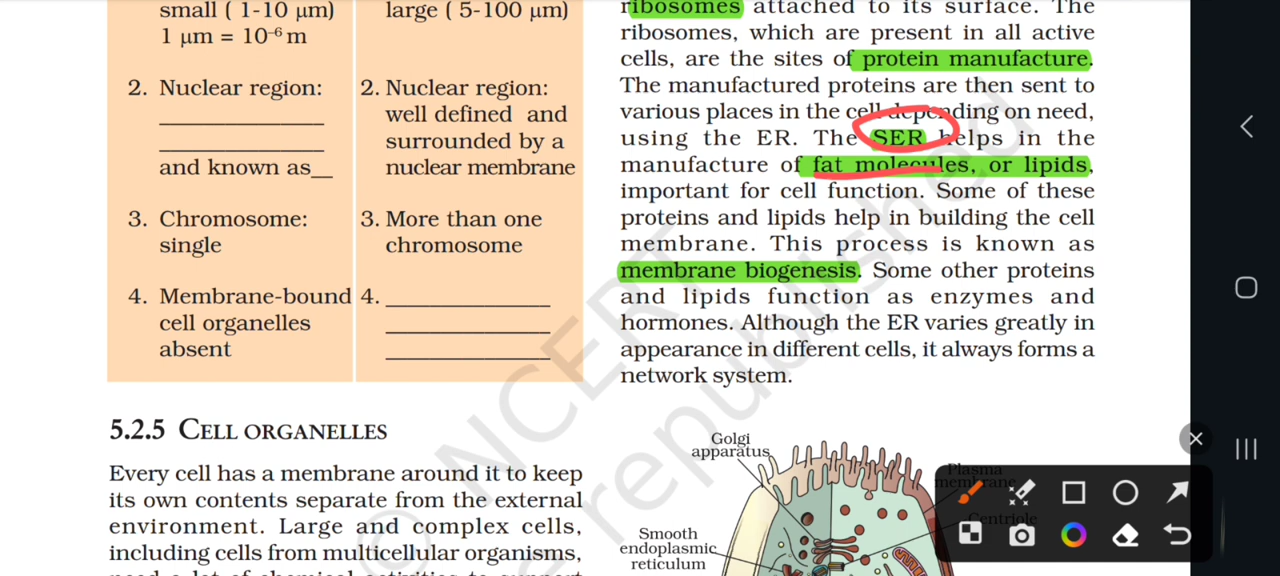 small ( 1-10 µm)
1 µm = 10⁻⁶ m
2. Nuclear region:
and known as__
3. Chromosome:
single
4. Membrane-bound
cell organelles
absent
large ( 5-100 µm)
2. Nuclear region:
well defined and
surrounded by a
nuclear membrane
3. More than one
chromosome
4. ______________
5.2.5 CELL ORGANELLES
Every cell has a membrane around it to keep
its own contents separate from the external
environment. Large and complex cells,
including cells from multicellular organisms,
ribosomes attached to its surface. The
ribosomes, which are present in all active
cells, are the sites of protein manufacture.
The manufactured proteins are then sent to
various places in the cell depending on need,
using the ER. The SER helps in the
manufacture of fat molecules, or lipids,
important for cell function. Some of these
proteins and lipids help in building the cell
membrane. This process is known as
membrane biogenesis. Some other proteins
and lipids function as enzymes and
hormones. Although the ER varies greatly in
appearance in different cells, it always forms a
network system.
Golgi
apparatus
Plasma
membrane
Centriole
Smooth
endoplasmic
reticulum
© NCERT
republished